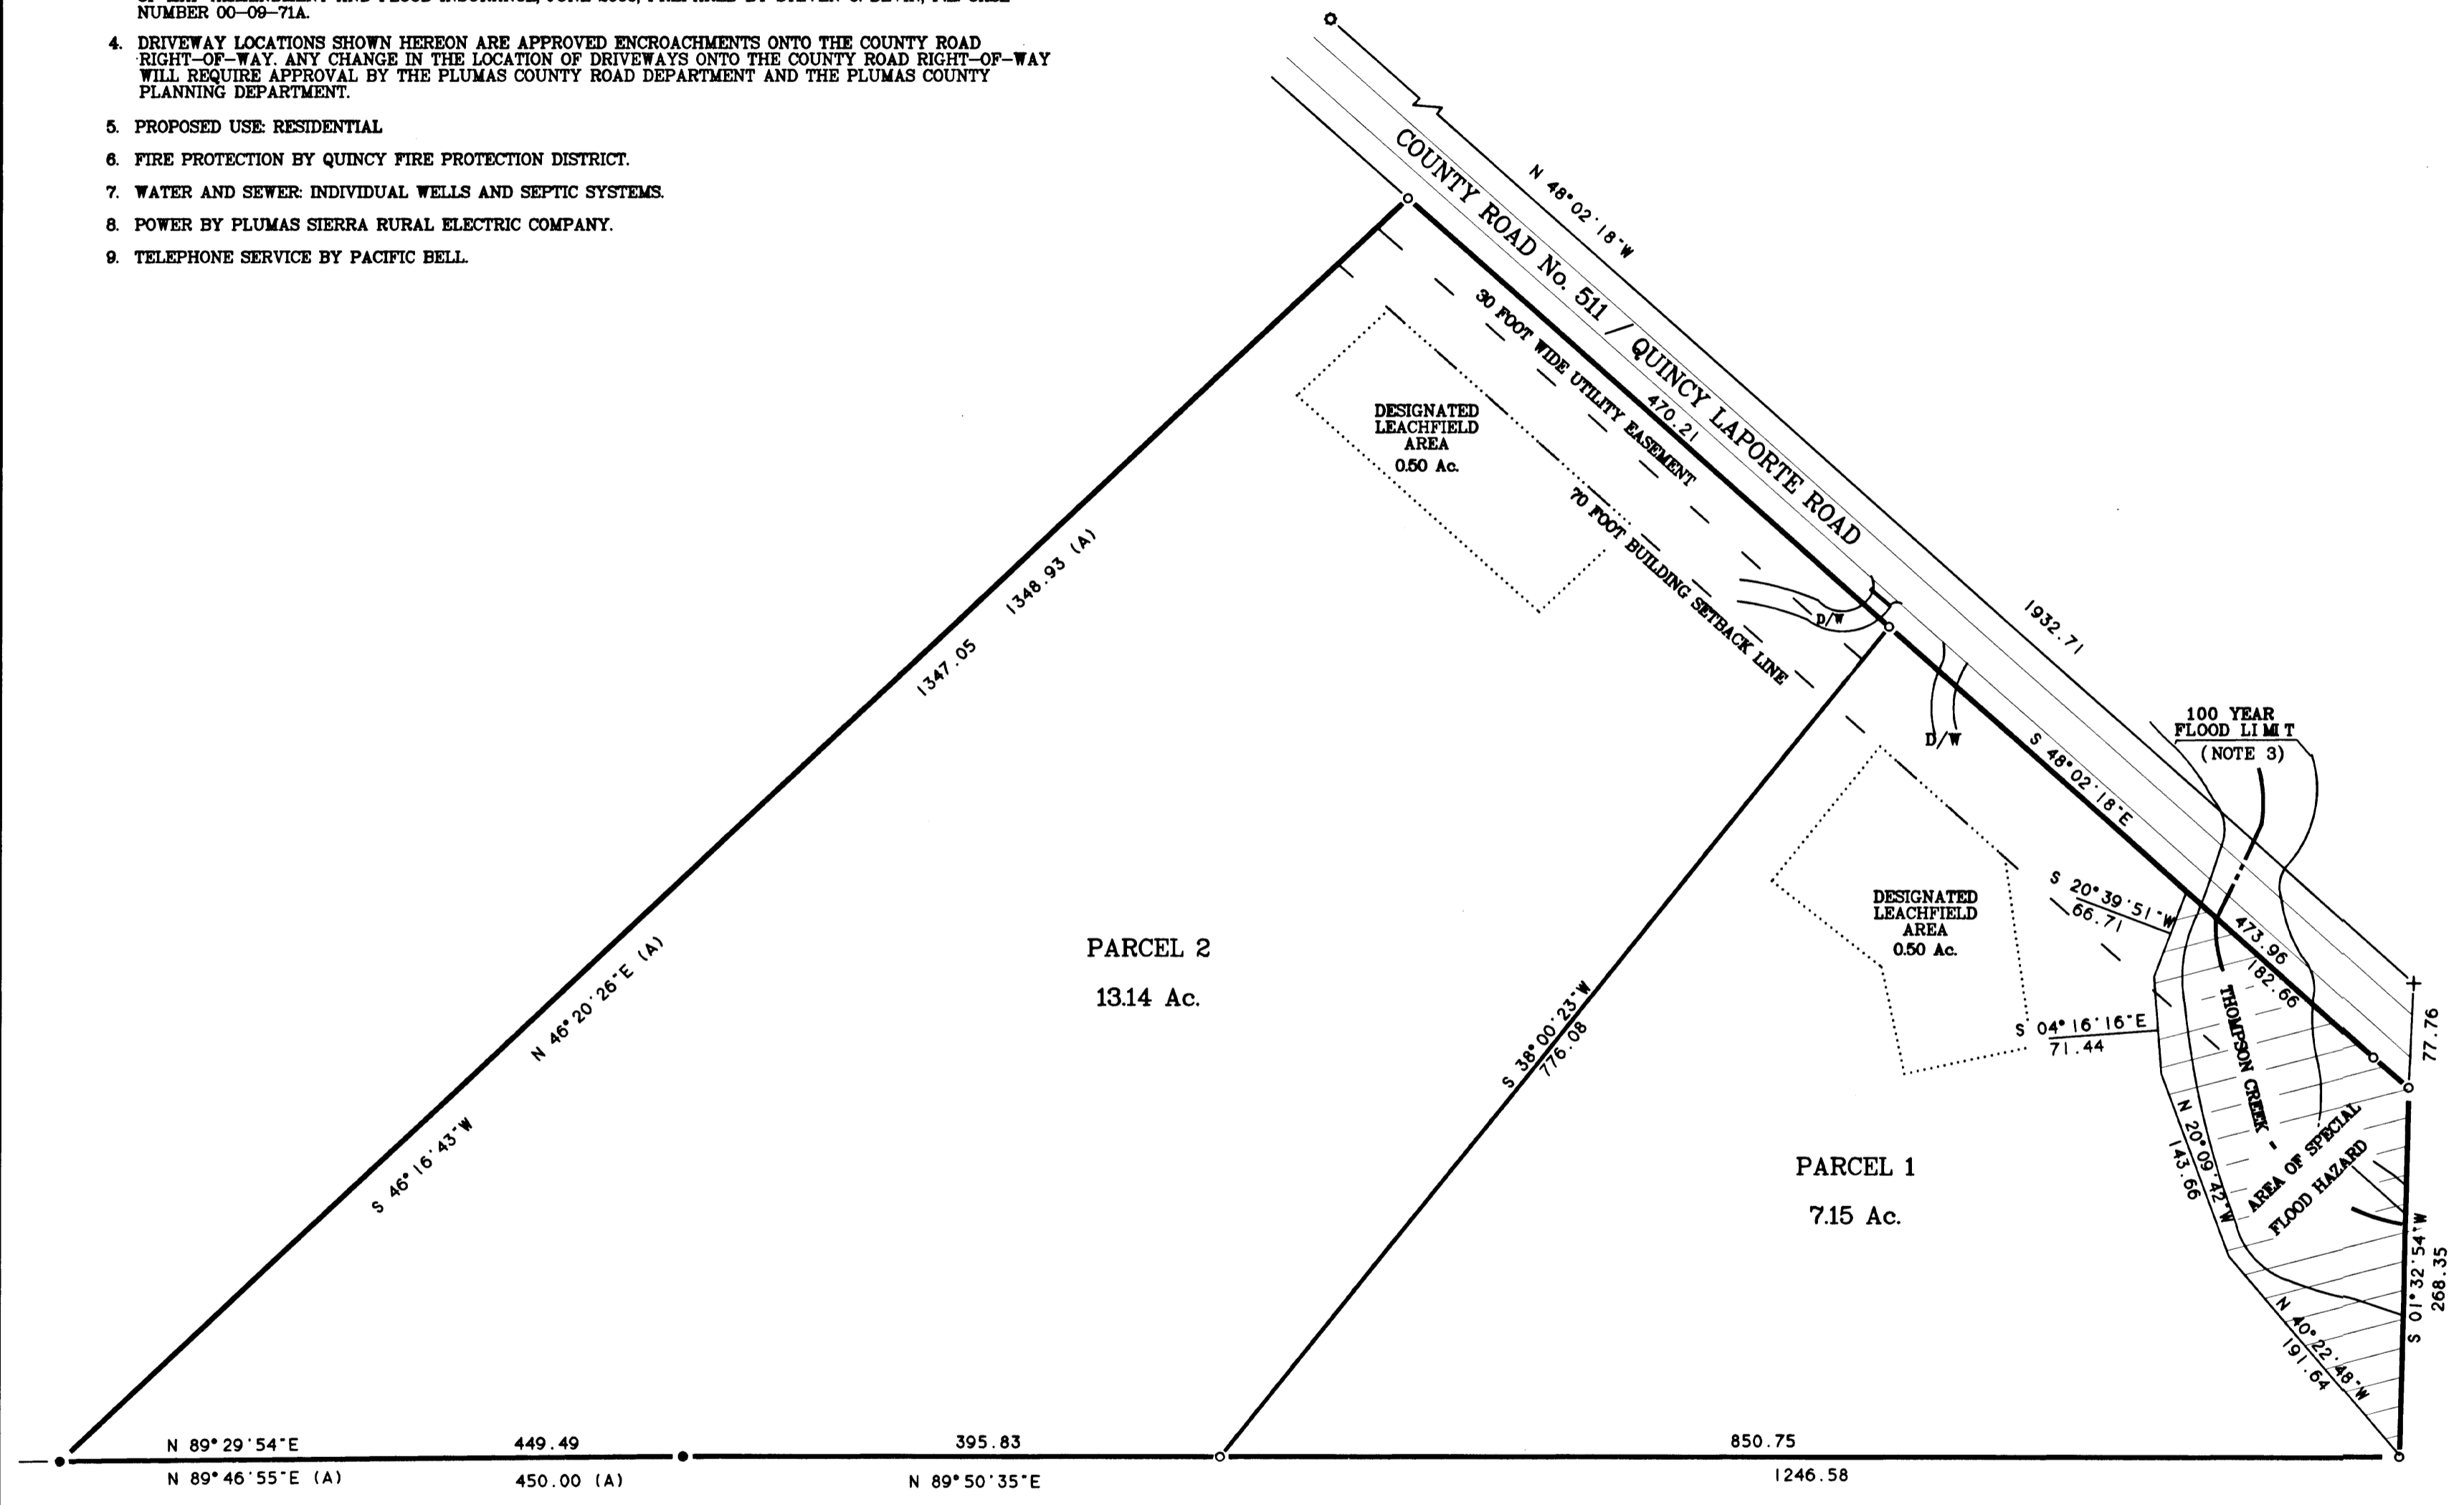 NUMBER 00-09-71A.
4. DRIVEWAY LOCATIONS SHOWN HEREON ARE APPROVED ENCROACHMENTS ONTO THE COUNTY ROAD
RIGHT-OF-WAY. ANY CHANGE IN THE LOCATION OF DRIVEWAYS ONTO THE COUNTY ROAD RIGHT-OF-WAY
WILL REQUIRE APPROVAL BY THE PLUMAS COUNTY ROAD DEPARTMENT AND THE PLUMAS COUNTY
PLANNING DEPARTMENT.
5. PROPOSED USE: RESIDENTIAL
6. FIRE PROTECTION BY QUINCY FIRE PROTECTION DISTRICT.
7. WATER AND SEWER: INDIVIDUAL WELLS AND SEPTIC SYSTEMS.
8. POWER BY PLUMAS SIERRA RURAL ELECTRIC COMPANY.
9. TELEPHONE SERVICE BY PACIFIC BELL.
N 48°02'18"W
COUNTY ROAD No. 511 / QUINCY LAPORTE ROAD
1932.71
30 FOOT WIDE UTILITY EASEMENT
470.21
DESIGNATED
LEACHFIELD
AREA
0.50 Ac.
70 FOOT BUILDING SETBACK LINE
D/W
D/W
1348.93 (A)
1347.05
N 46°20'26"E (A)
S 46°16'43"W
PARCEL 2
13.14 Ac.
S 38°00'23"W
776.08
S 48°02'18"E
473.96
182.66
100 YEAR
FLOOD LIMIT
(NOTE 3)
DESIGNATED
LEACHFIELD
AREA
0.50 Ac.
S 20°39'51"W
66.71
S 04°16'16"E
71.44
THOMPSON CREEK
77.76
N 20°09'42"W
143.66
AREA OF SPECIAL
FLOOD HAZARD
PARCEL 1
7.15 Ac.
S 01°32'54"W
268.35
N 40°22'48"W
191.64
N 89°29'54"E
449.49
395.83
850.75
N 89°46'55"E (A)
450.00 (A)
N 89°50'35"E
1246.58